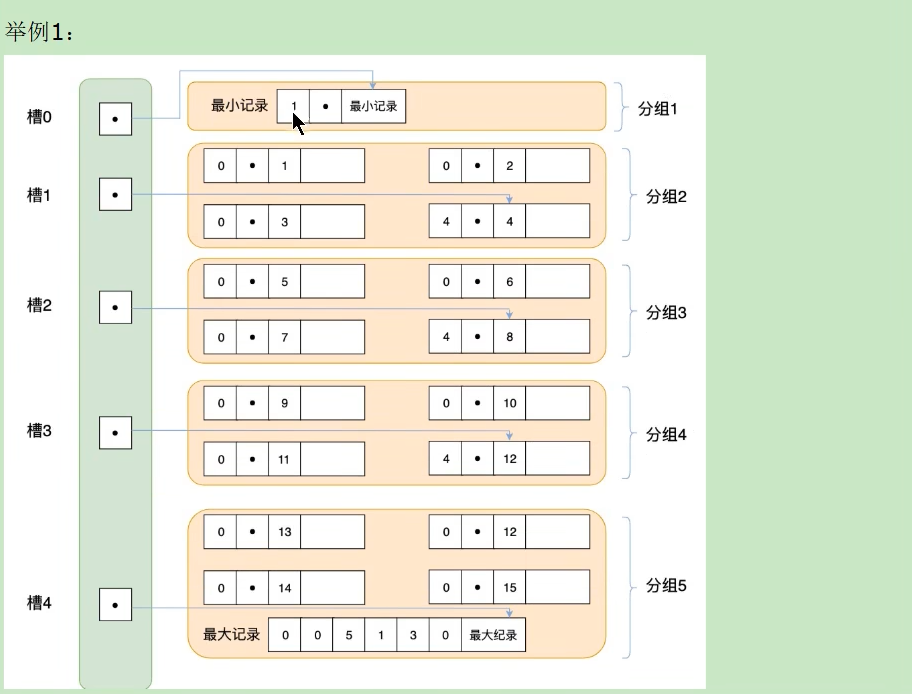 举例1：
槽0
最小记录 1 • 最小记录
分组1
槽1
0 • 1
0 • 2
0 • 3
4 • 4
分组2
槽2
0 • 5
0 • 6
0 • 7
4 • 8
分组3
槽3
0 • 9
0 • 10
0 • 11
4 • 12
分组4
槽4
0 • 13
0 • 12
0 • 14
0 • 15
最大记录 0 0 5 1 3 0 最大纪录
分组5